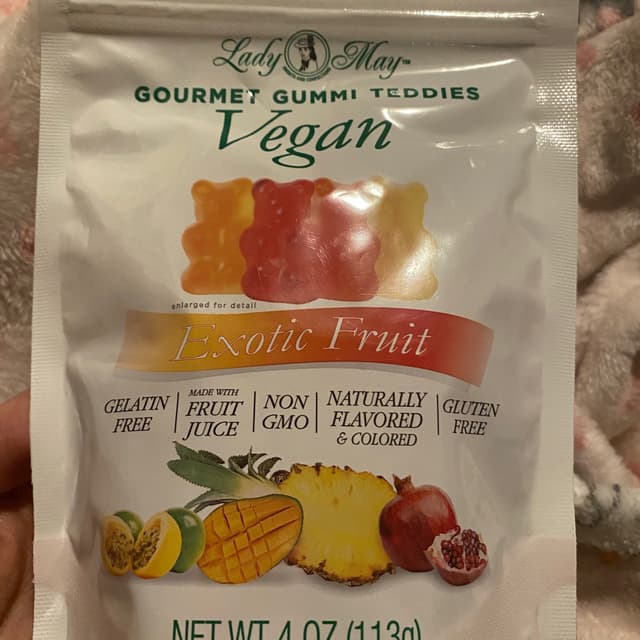 Lady May™
GOURMET GUMMI TEDDIES
Vegan
enlarged for detail
Exotic Fruit
GELATIN
FREE
MADE WITH
FRUIT
JUICE
NON
GMO
NATURALLY
FLAVORED
& COLORED
GLUTEN
FREE
NET WT 4 OZ (113g)